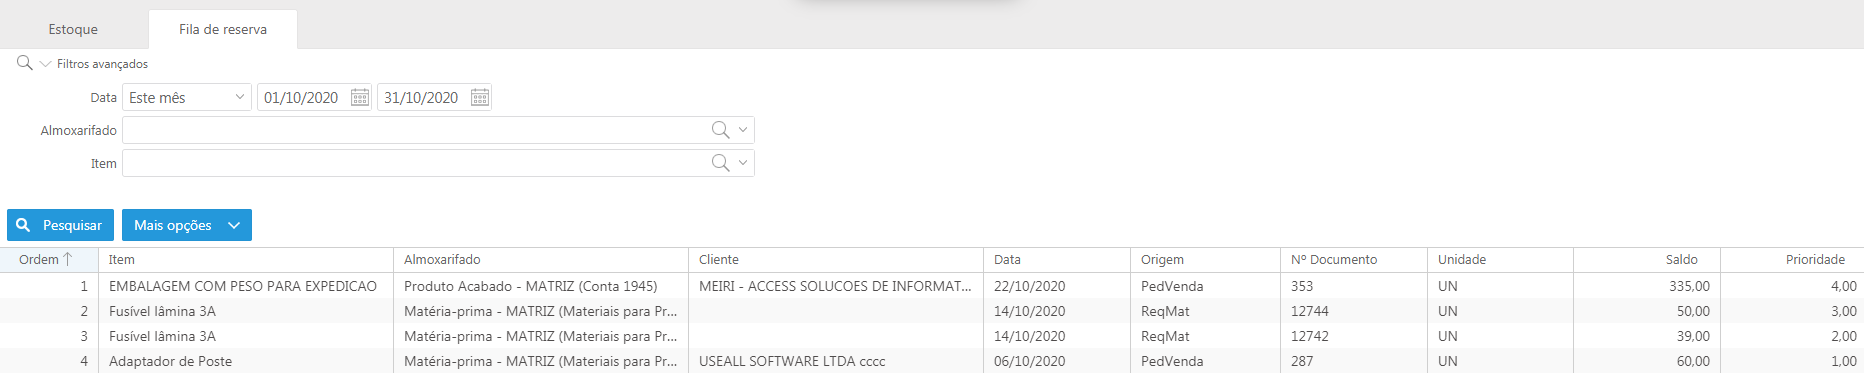 Estoque Fila de reserva
Filtros avançados
Data Este mês 01/10/2020 31/10/2020
Almoxarifado
Item
Pesquisar Mais opções
Ordem Item Almoxarifado Cliente Data Origem Nº Documento Unidade Saldo Prioridade
1 EMBALAGEM COM PESO PARA EXPEDICAO Produto Acabado - MATRIZ (Conta 1945) MEIRI - ACCESS SOLUCOES DE INFORMAT... 22/10/2020 PedVenda 353 UN 335,00 4,00
2 Fusível lâmina 3A Matéria-prima - MATRIZ (Materiais para Pr... 14/10/2020 ReqMat 12744 UN 50,00 3,00
3 Fusível lâmina 3A Matéria-prima - MATRIZ (Materiais para Pr... 14/10/2020 ReqMat 12742 UN 39,00 2,00
4 Adaptador de Poste Matéria-prima - MATRIZ (Materiais para Pr... USEALL SOFTWARE LTDA cccc 06/10/2020 PedVenda 287 UN 60,00 1,00